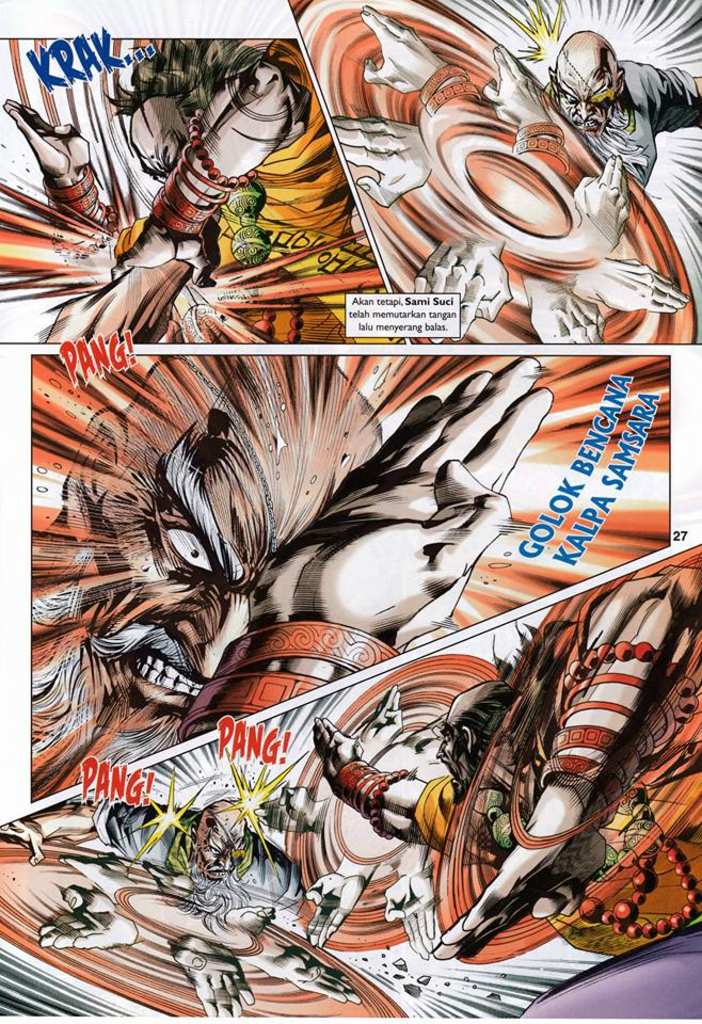 KRAK...
Akan tetapi, Sami Suci
telah memutarkan tangan
lalu menyerang balas.
PANG!
GOLOK BENCANA
KALPA SAMSARA
27
PANG!
PANG!